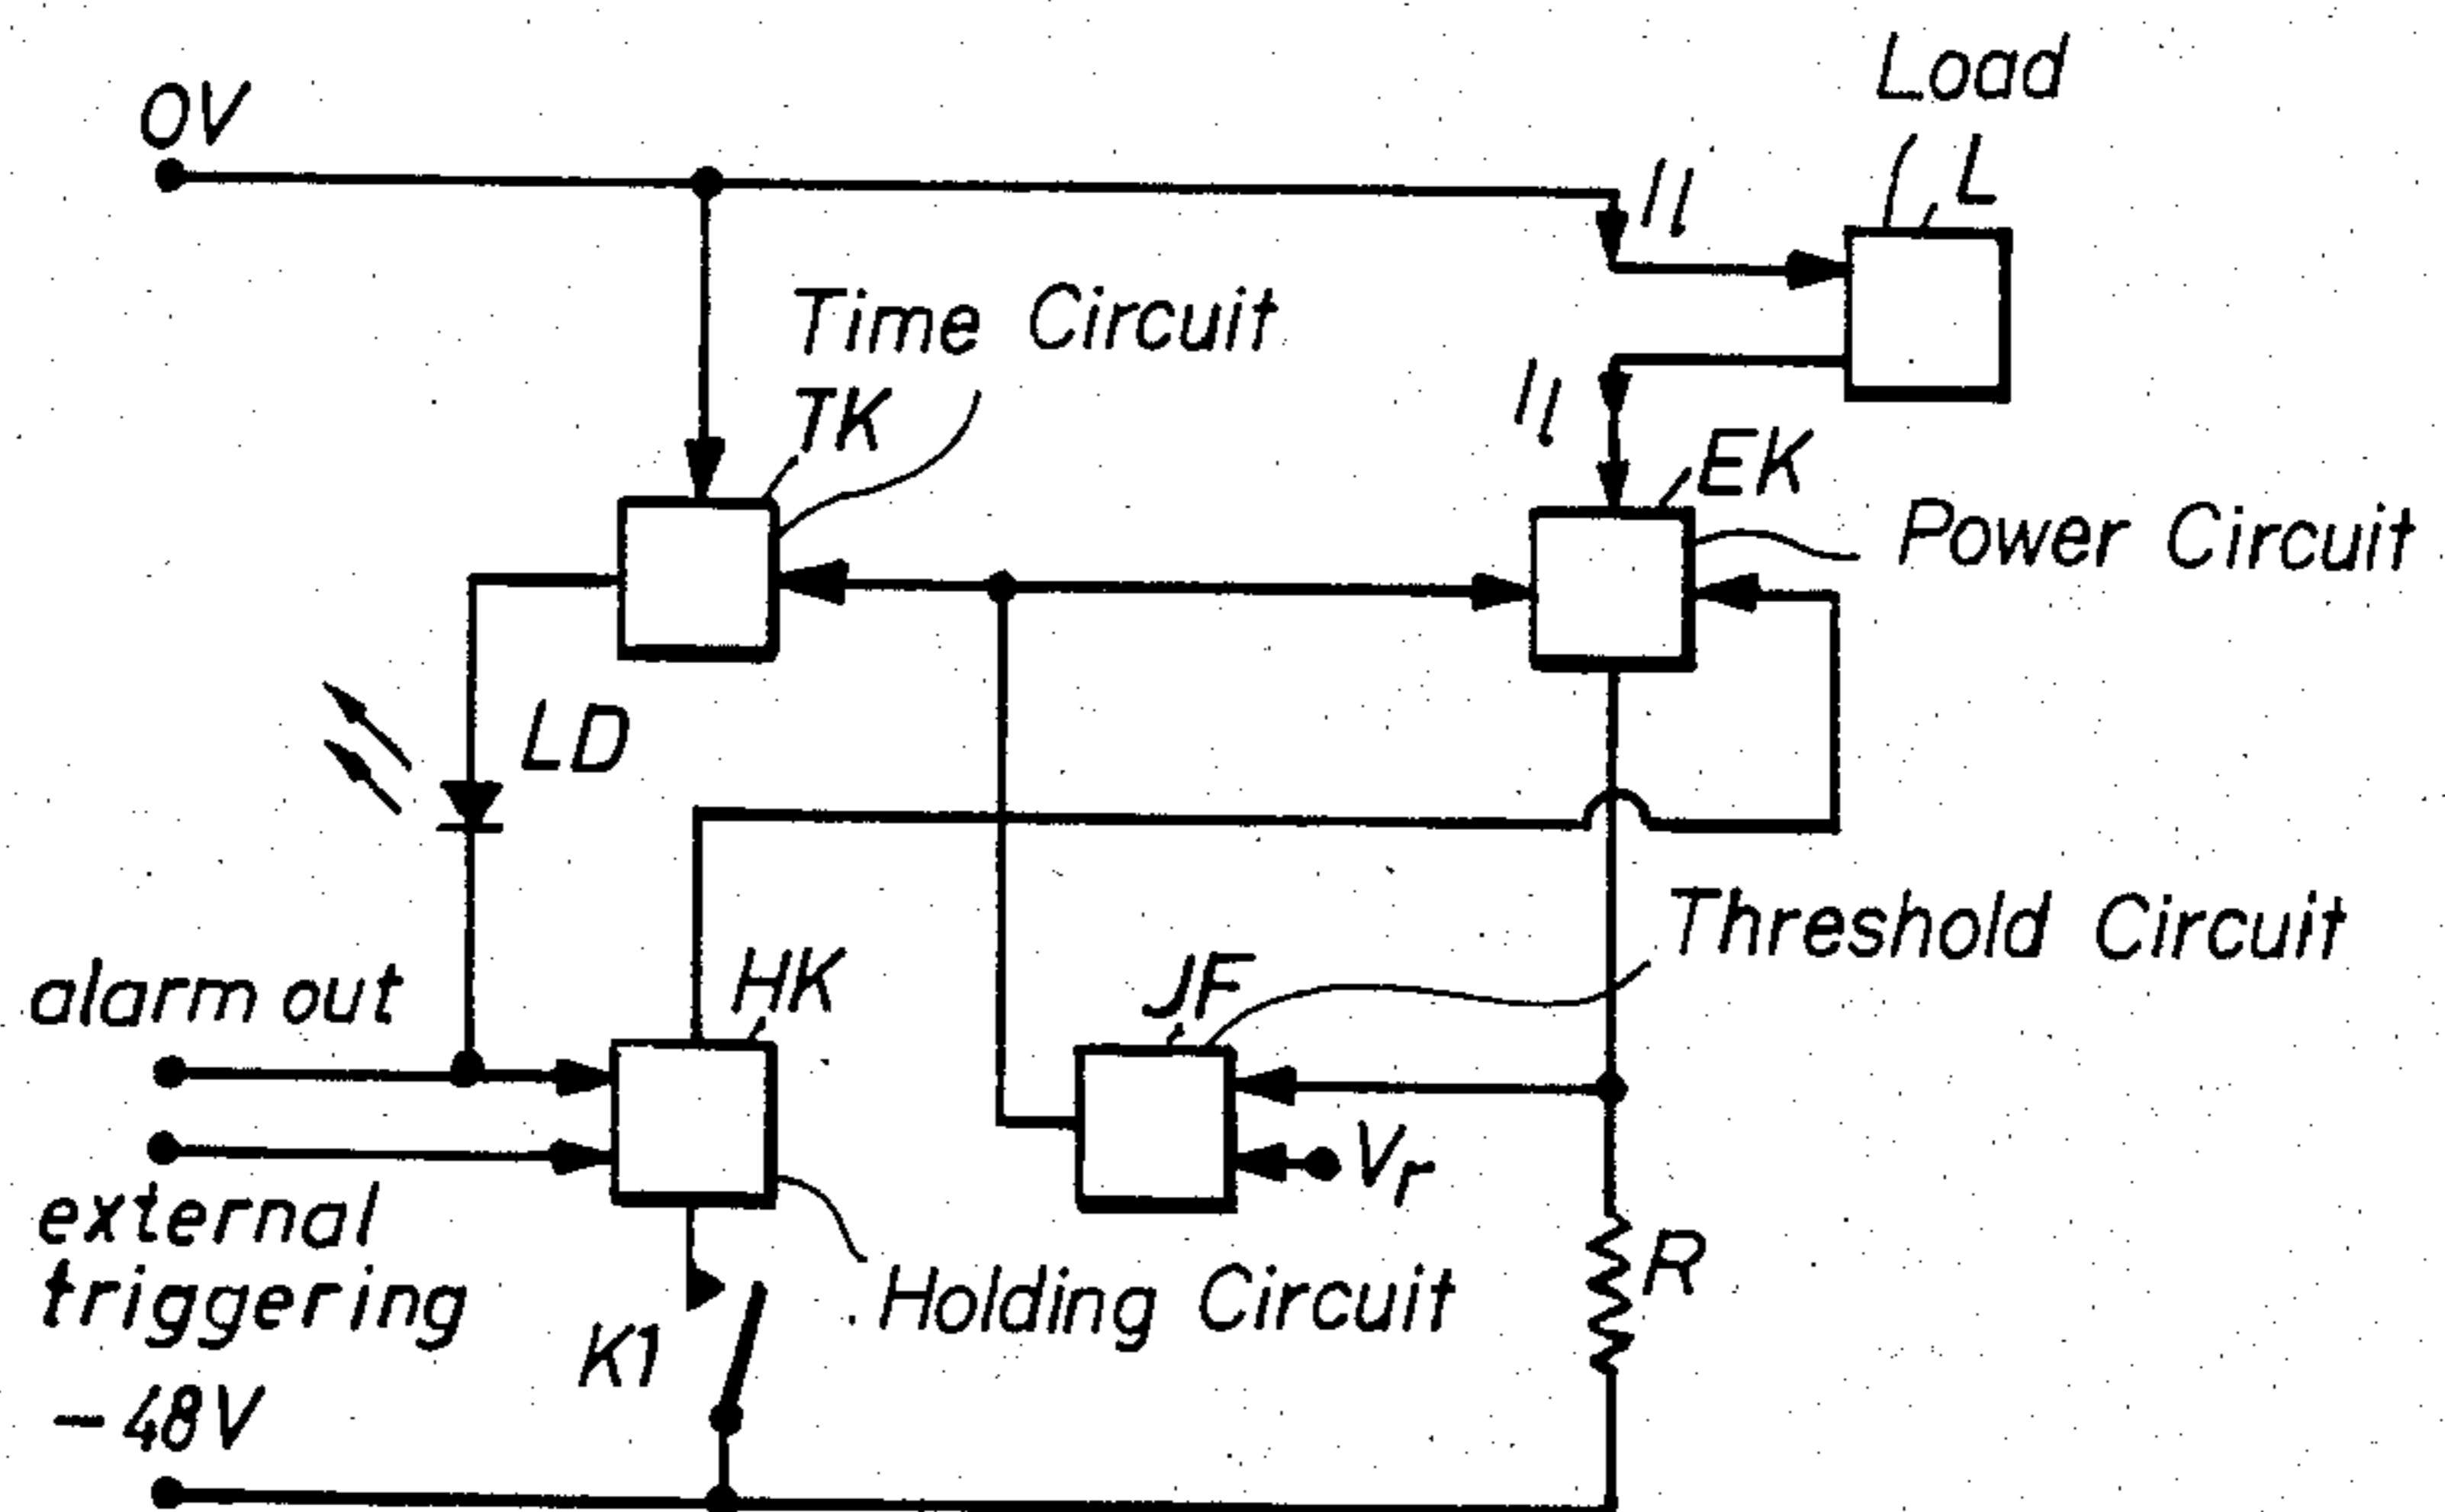 0V
Load
L
Il
Time Circuit
TK
Il
EK
Power Circuit
LD
Threshold Circuit
alarm out
HK
JF
Vr
external
triggering
R
Holding Circuit
K1
-48V